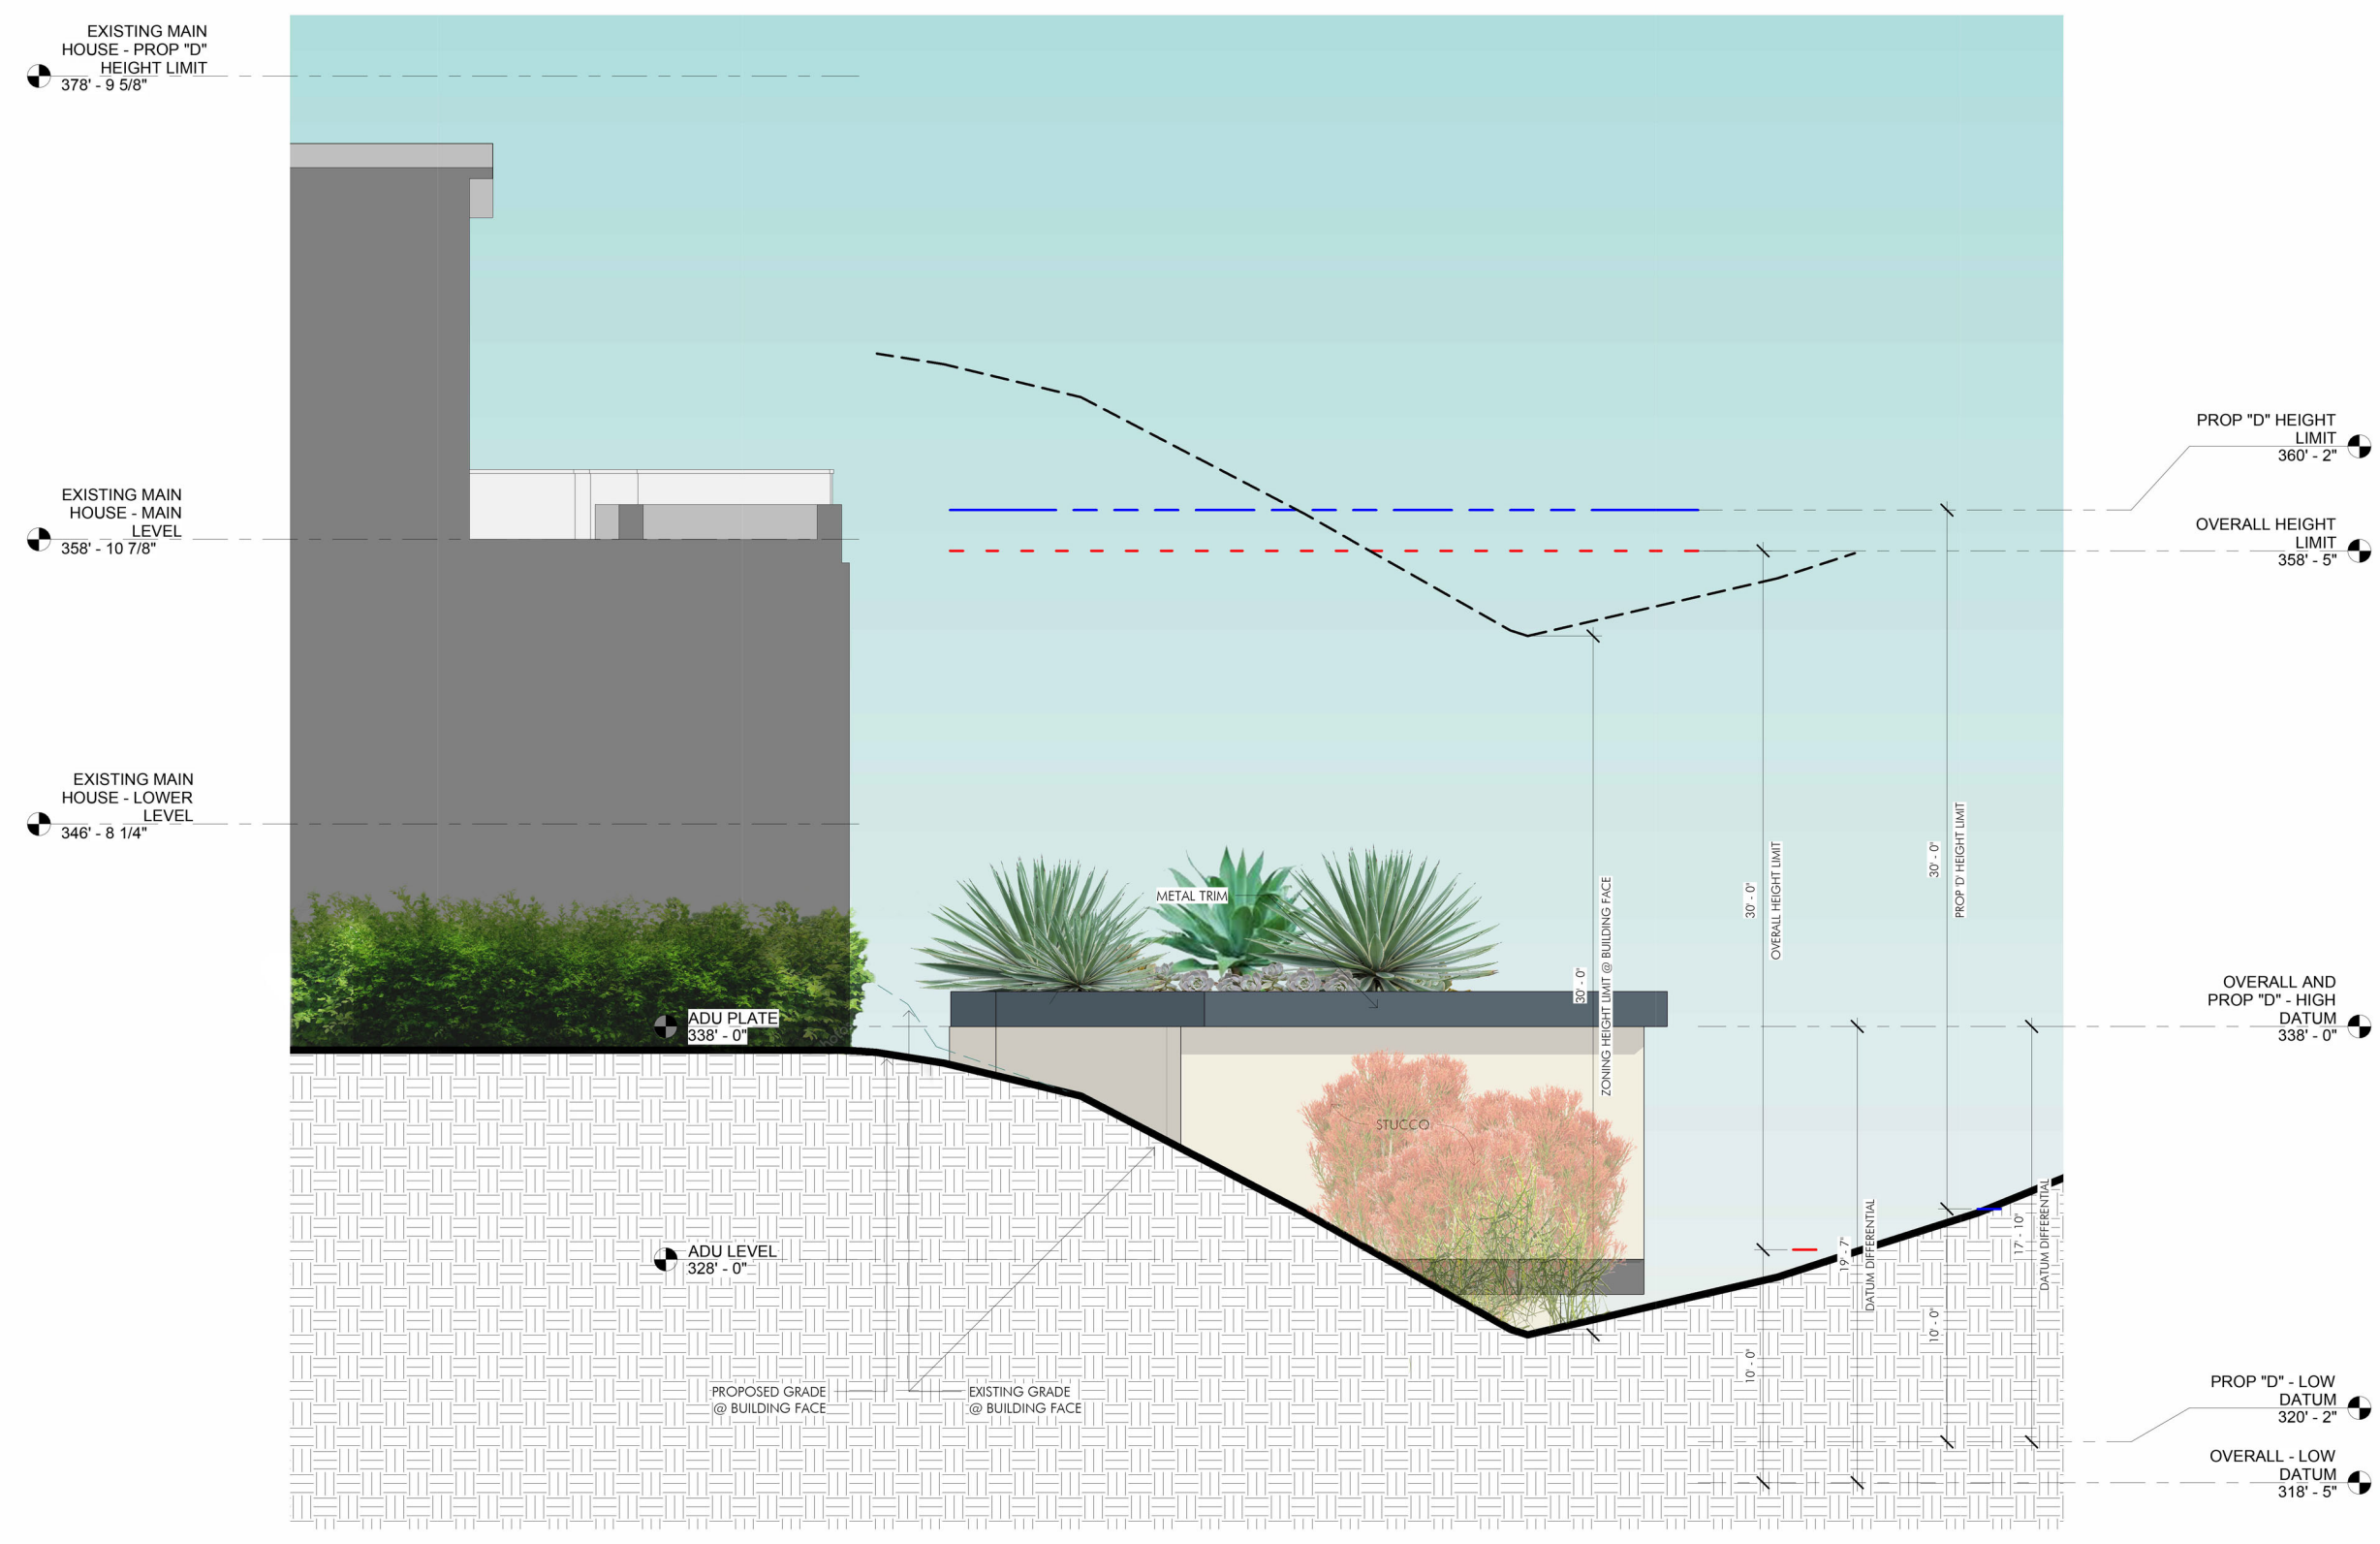 EXISTING MAIN
HOUSE - PROP "D"
HEIGHT LIMIT
378' - 9 5/8"
EXISTING MAIN
HOUSE - MAIN
LEVEL
358' - 10 7/8"
EXISTING MAIN
HOUSE - LOWER
LEVEL
346' - 8 1/4"
ADU PLATE
338' - 0"
ADU LEVEL
328' - 0"
METAL TRIM
STUCCO
PROPOSED GRADE
@ BUILDING FACE
EXISTING GRADE
@ BUILDING FACE
30' - 0"
ZONING HEIGHT LIMIT @ BUILDING FACE
30' - 0"
OVERALL HEIGHT LIMIT
10' - 0"
19' - 7"
DATUM DIFFERENTIAL
30' - 0"
PROP 'D' HEIGHT LIMIT
10' - 0"
17' - 10"
DATUM DIFFERENTIAL
PROP "D" HEIGHT
LIMIT
360' - 2"
OVERALL HEIGHT
LIMIT
358' - 5"
OVERALL AND
PROP "D" - HIGH
DATUM
338' - 0"
PROP "D" - LOW
DATUM
320' - 2"
OVERALL - LOW
DATUM
318' - 5"